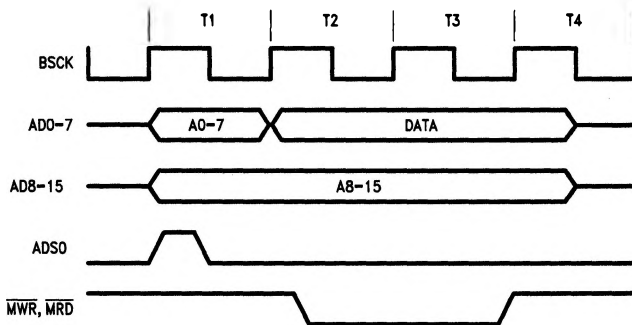 T1 T2 T3 T4
BSCK
AD0-7 A0-7 DATA
AD8-15 A8-15
ADS0
MWR, MRD